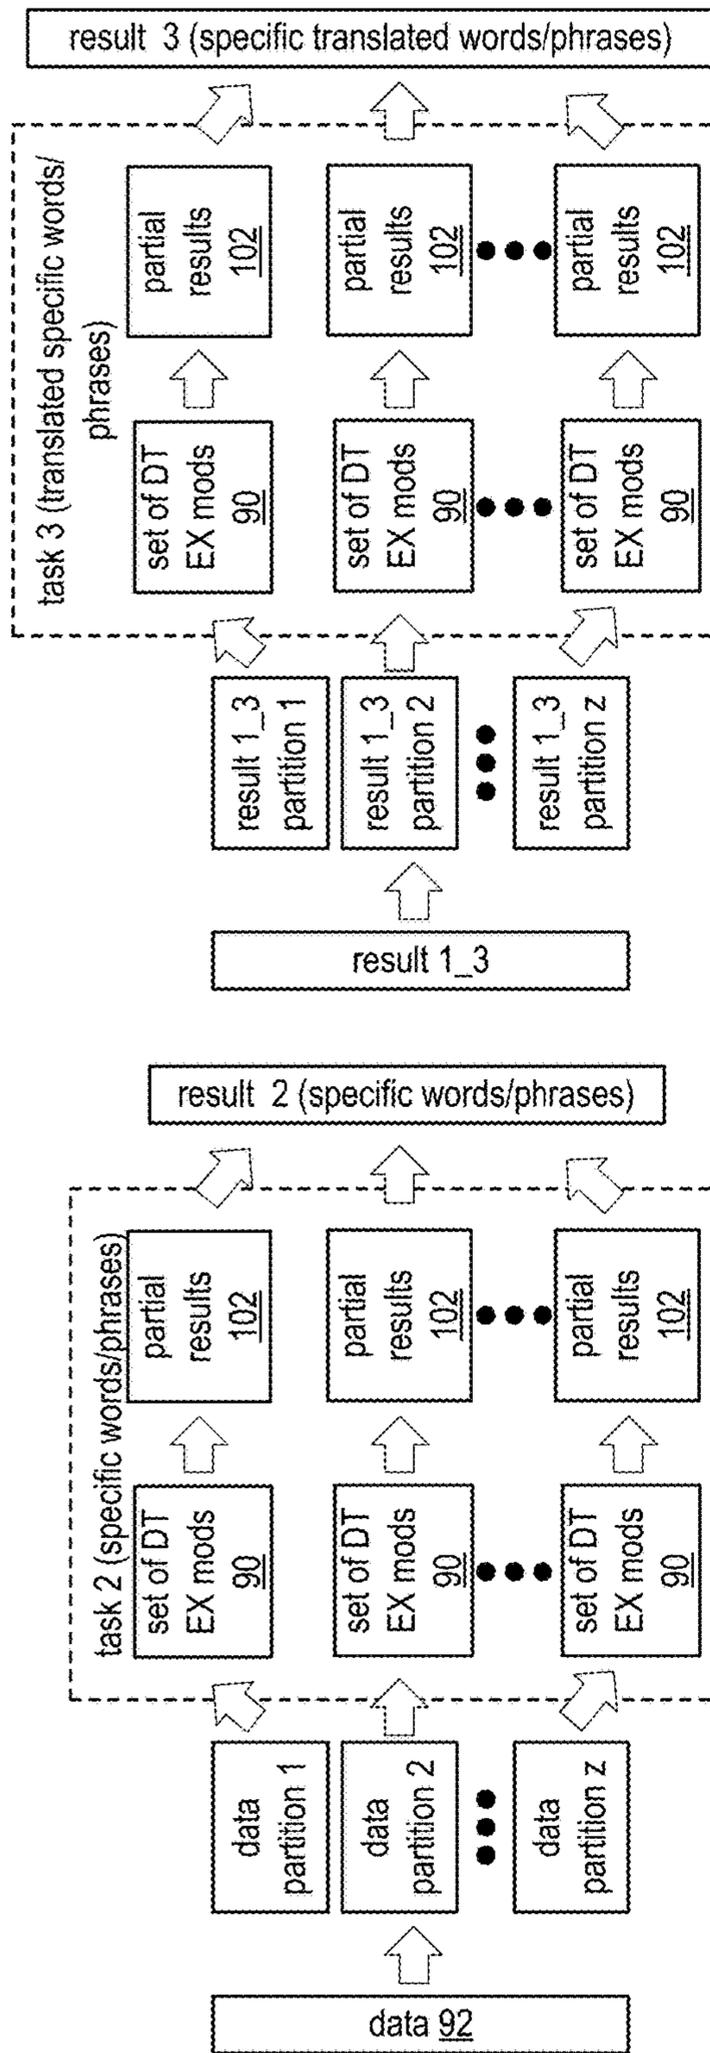 data 92
data
partition 1
data
partition 2
data
partition z
task 2 (specific words/phrases)
set of DT
EX mods
90
partial
results
102
set of DT
EX mods
90
partial
results
102
set of DT
EX mods
90
partial
results
102
result 2 (specific words/phrases)
result 1_3
result 1_3
partition 1
result 1_3
partition 2
result 1_3
partition z
task 3 (translated specific words/
phrases)
set of DT
EX mods
90
partial
results
102
set of DT
EX mods
90
partial
results
102
set of DT
EX mods
90
partial
results
102
result 3 (specific translated words/phrases)